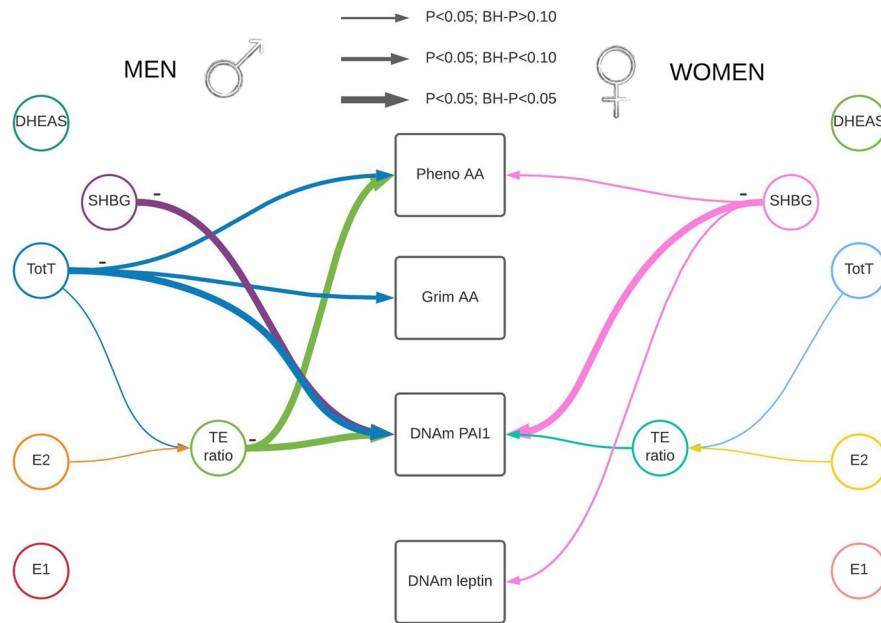 P<0.05; BH-P>0.10
MEN
P<0.05; BH-P<0.10
WOMEN
P<0.05; BH-P<0.05
DHEAS
DHEAS
Pheno AA
SHBG
-
-
SHBG
TotT
-
TotT
Grim AA
DNAm PAI1
TE
ratio
-
TE
ratio
E2
E2
E1
E1
DNAm leptin